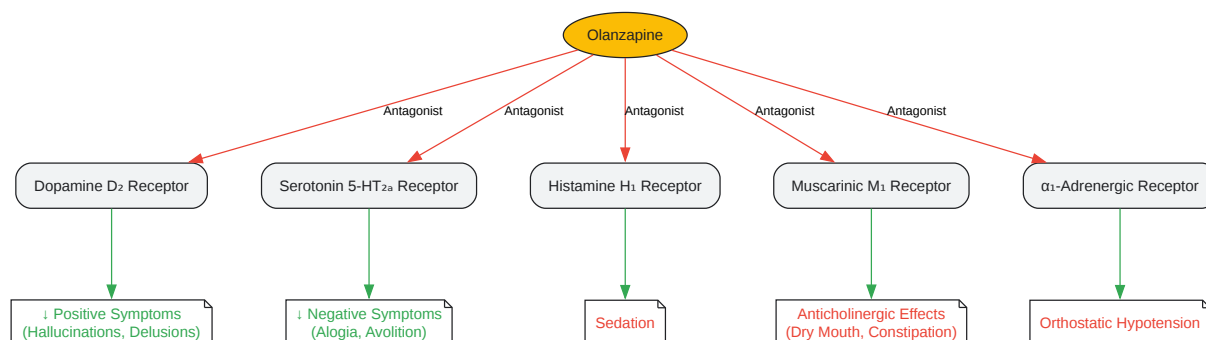 Olanzapine
Antagonist
Antagonist
Antagonist
Antagonist
Antagonist
Dopamine D₂ Receptor
Serotonin 5-HT₂ₐ Receptor
Histamine H₁ Receptor
Muscarinic M₁ Receptor
α₁-Adrenergic Receptor
↓ Positive Symptoms
(Hallucinations, Delusions)
↓ Negative Symptoms
(Alogia, Avolition)
Sedation
Anticholinergic Effects
(Dry Mouth, Constipation)
Orthostatic Hypotension